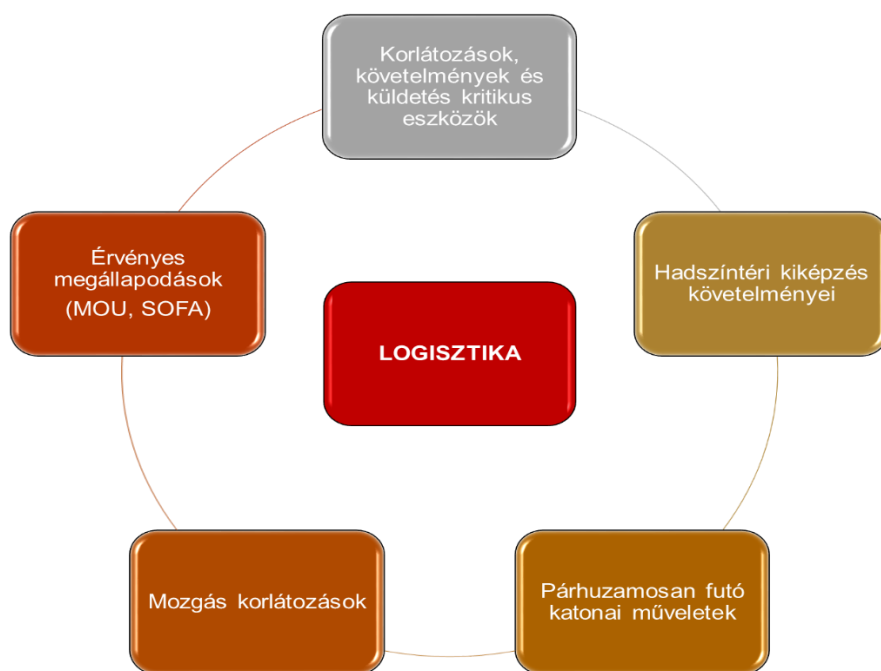 Korlátozások,
követelmények és
küldetés kritikus
eszközök
Érvényes
megállapodások
(MOU, SOFA)
Hadszíntéri kiképzés
követelményei
LOGISZTIKA
Mozgás korlátozások
Párhuzamosan futó
katonai műveletek